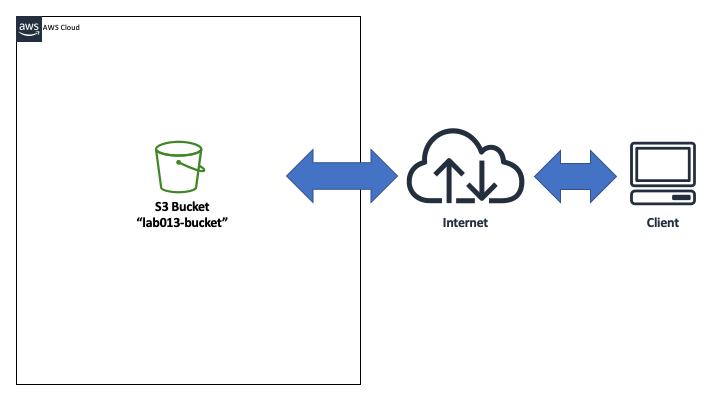 aws
AWS Cloud
S3 Bucket
“lab013-bucket”
Internet
Client